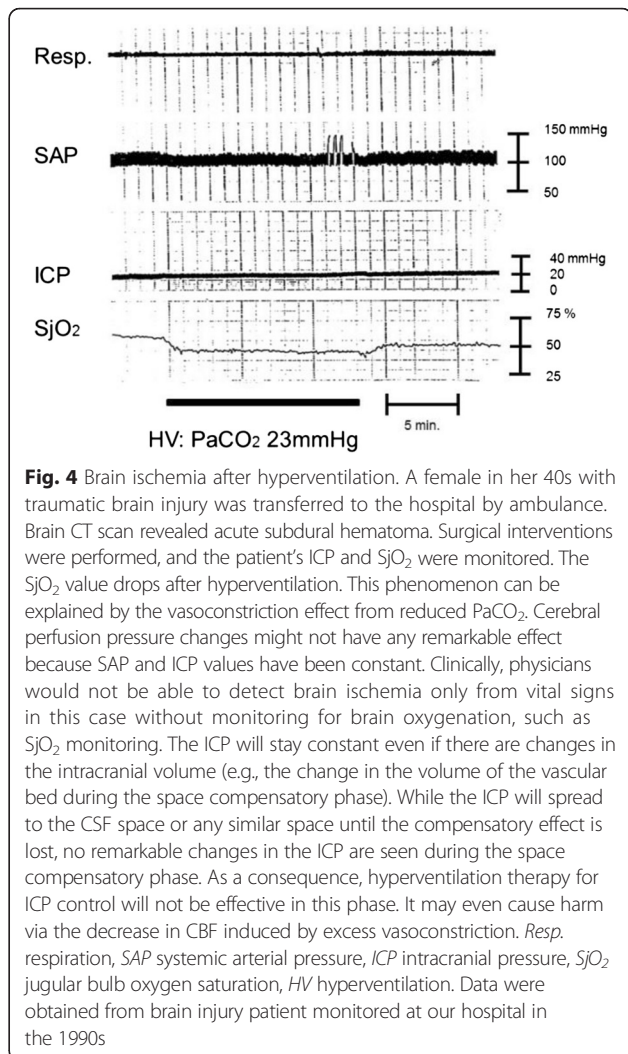 Resp.
SAP
150 mmHg
100
50
ICP
40 mmHg
20
0
SjO₂
75 %
50
25
5 min.
HV: PaCO₂ 23mmHg
Fig. 4 Brain ischemia after hyperventilation. A female in her 40s with
traumatic brain injury was transferred to the hospital by ambulance.
Brain CT scan revealed acute subdural hematoma. Surgical interventions
were performed, and the patient's ICP and SjO₂ were monitored. The
SjO₂ value drops after hyperventilation. This phenomenon can be
explained by the vasoconstriction effect from reduced PaCO₂. Cerebral
perfusion pressure changes might not have any remarkable effect
because SAP and ICP values have been constant. Clinically, physicians
would not be able to detect brain ischemia only from vital signs
in this case without monitoring for brain oxygenation, such as
SjO₂ monitoring. The ICP will stay constant even if there are changes in
the intracranial volume (e.g., the change in the volume of the vascular
bed during the space compensatory phase). While the ICP will spread
to the CSF space or any similar space until the compensatory effect is
lost, no remarkable changes in the ICP are seen during the space
compensatory phase. As a consequence, hyperventilation therapy for
ICP control will not be effective in this phase. It may even cause harm
via the decrease in CBF induced by excess vasoconstriction. Resp.
respiration, SAP systemic arterial pressure, ICP intracranial pressure, SjO₂
jugular bulb oxygen saturation, HV hyperventilation. Data were
obtained from brain injury patient monitored at our hospital in
the 1990s